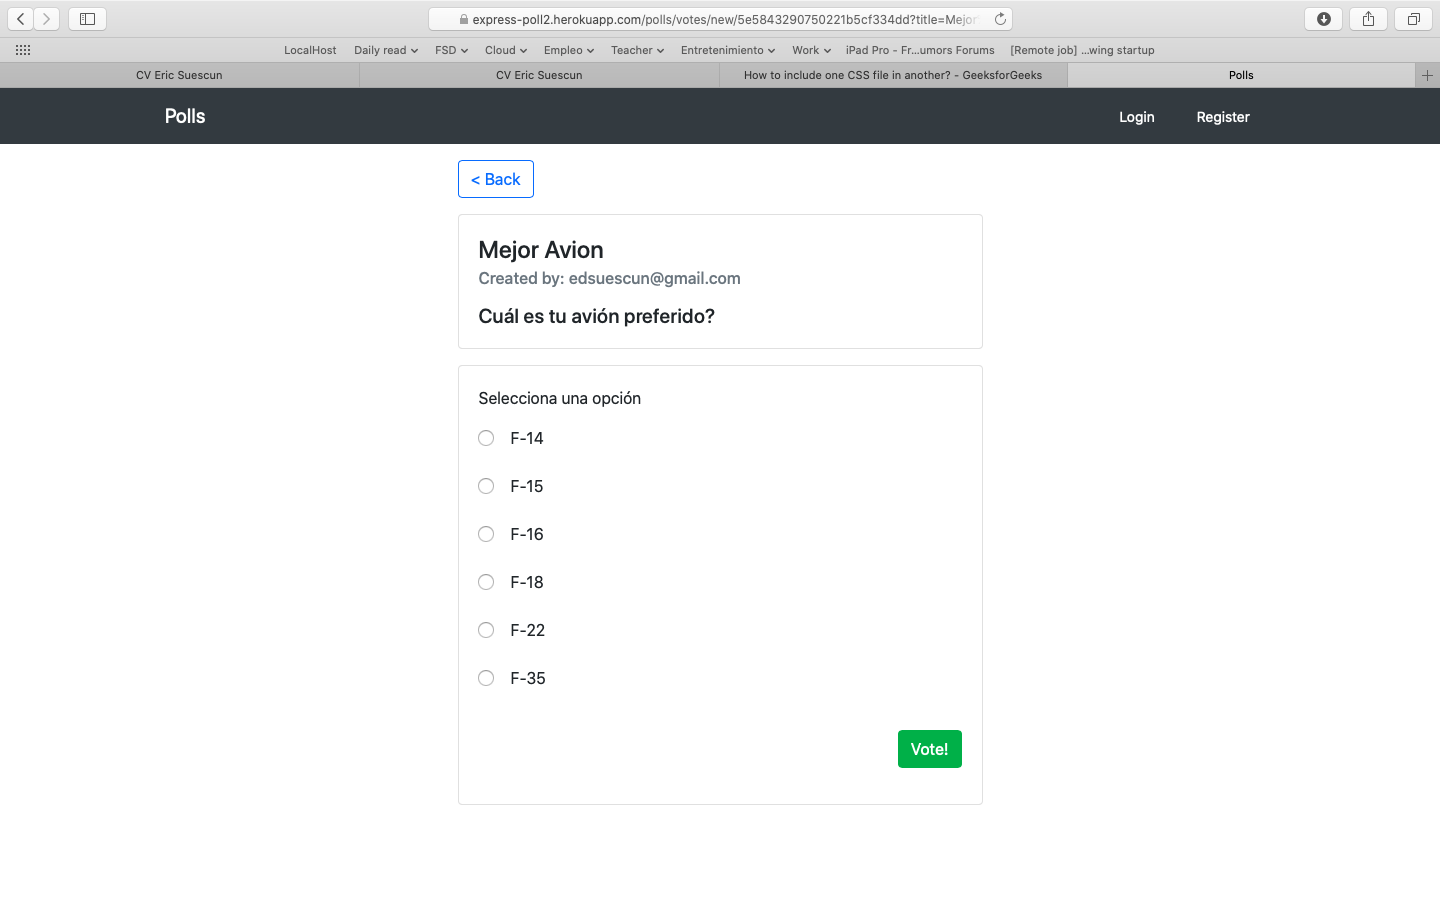 express-poll2.herokuapp.com/polls/votes/new/5e5843290750221b5cf334dd?title=Mejor
LocalHost Daily read FSD Cloud Empleo Teacher Entretenimiento Work iPad Pro - Fr...umors Forums [Remote job] ...wing startup
CV Eric Suescun CV Eric Suescun How to include one CSS file in another? - GeeksforGeeks Polls
Polls Login Register
< Back
Mejor Avion
Created by: edsuescun@gmail.com
Cuál es tu avión preferido?
Selecciona una opción
F-14
F-15
F-16
F-18
F-22
F-35
Vote!